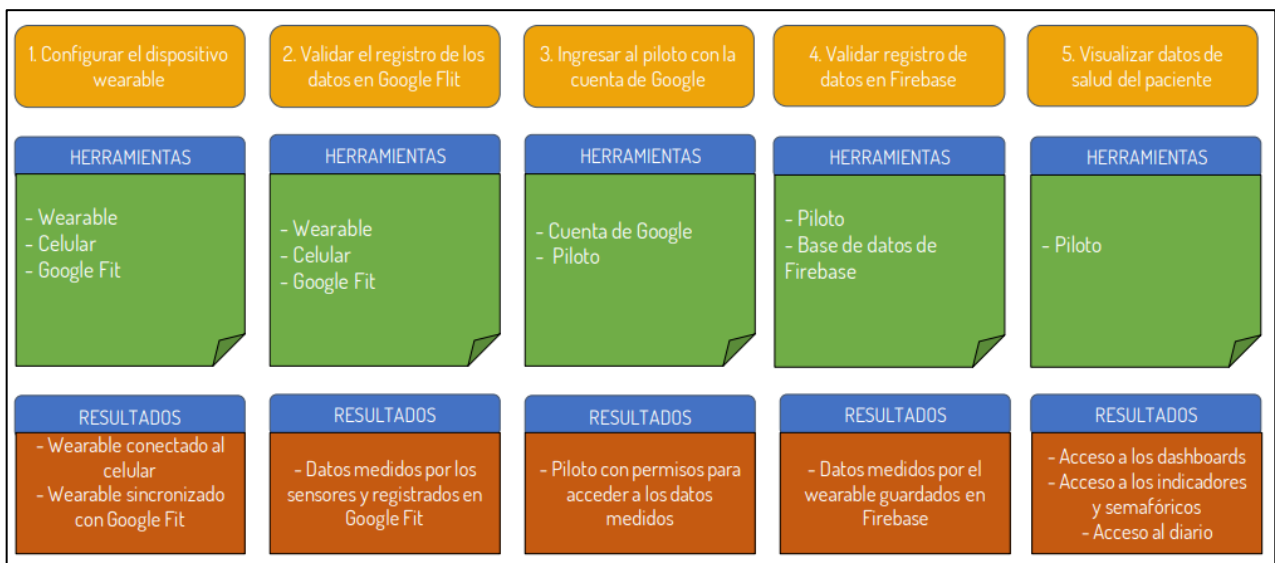 1. Configurar el dispositivo
wearable
2. Validar el registro de los
datos en Google Flit
3. Ingresar al piloto con la
cuenta de Google
4. Validar registro de
datos en Firebase
5. Visualizar datos de
salud del paciente
HERRAMIENTAS
- Wearable
- Celular
- Google Fit
HERRAMIENTAS
- Wearable
- Celular
- Google Fit
HERRAMIENTAS
- Cuenta de Google
- Piloto
HERRAMIENTAS
- Piloto
- Base de datos de
Firebase
HERRAMIENTAS
- Piloto
RESULTADOS
- Wearable conectado al
celular
- Wearable sincronizado
con Google Fit
RESULTADOS
- Datos medidos por los
sensores y registrados en
Google Fit
RESULTADOS
- Piloto con permisos para
acceder a los datos
medidos
RESULTADOS
- Datos medidos por el
wearable guardados en
Firebase
RESULTADOS
- Acceso a los dashboards
- Acceso a los indicadores
y semafóricos
- Acceso al diario